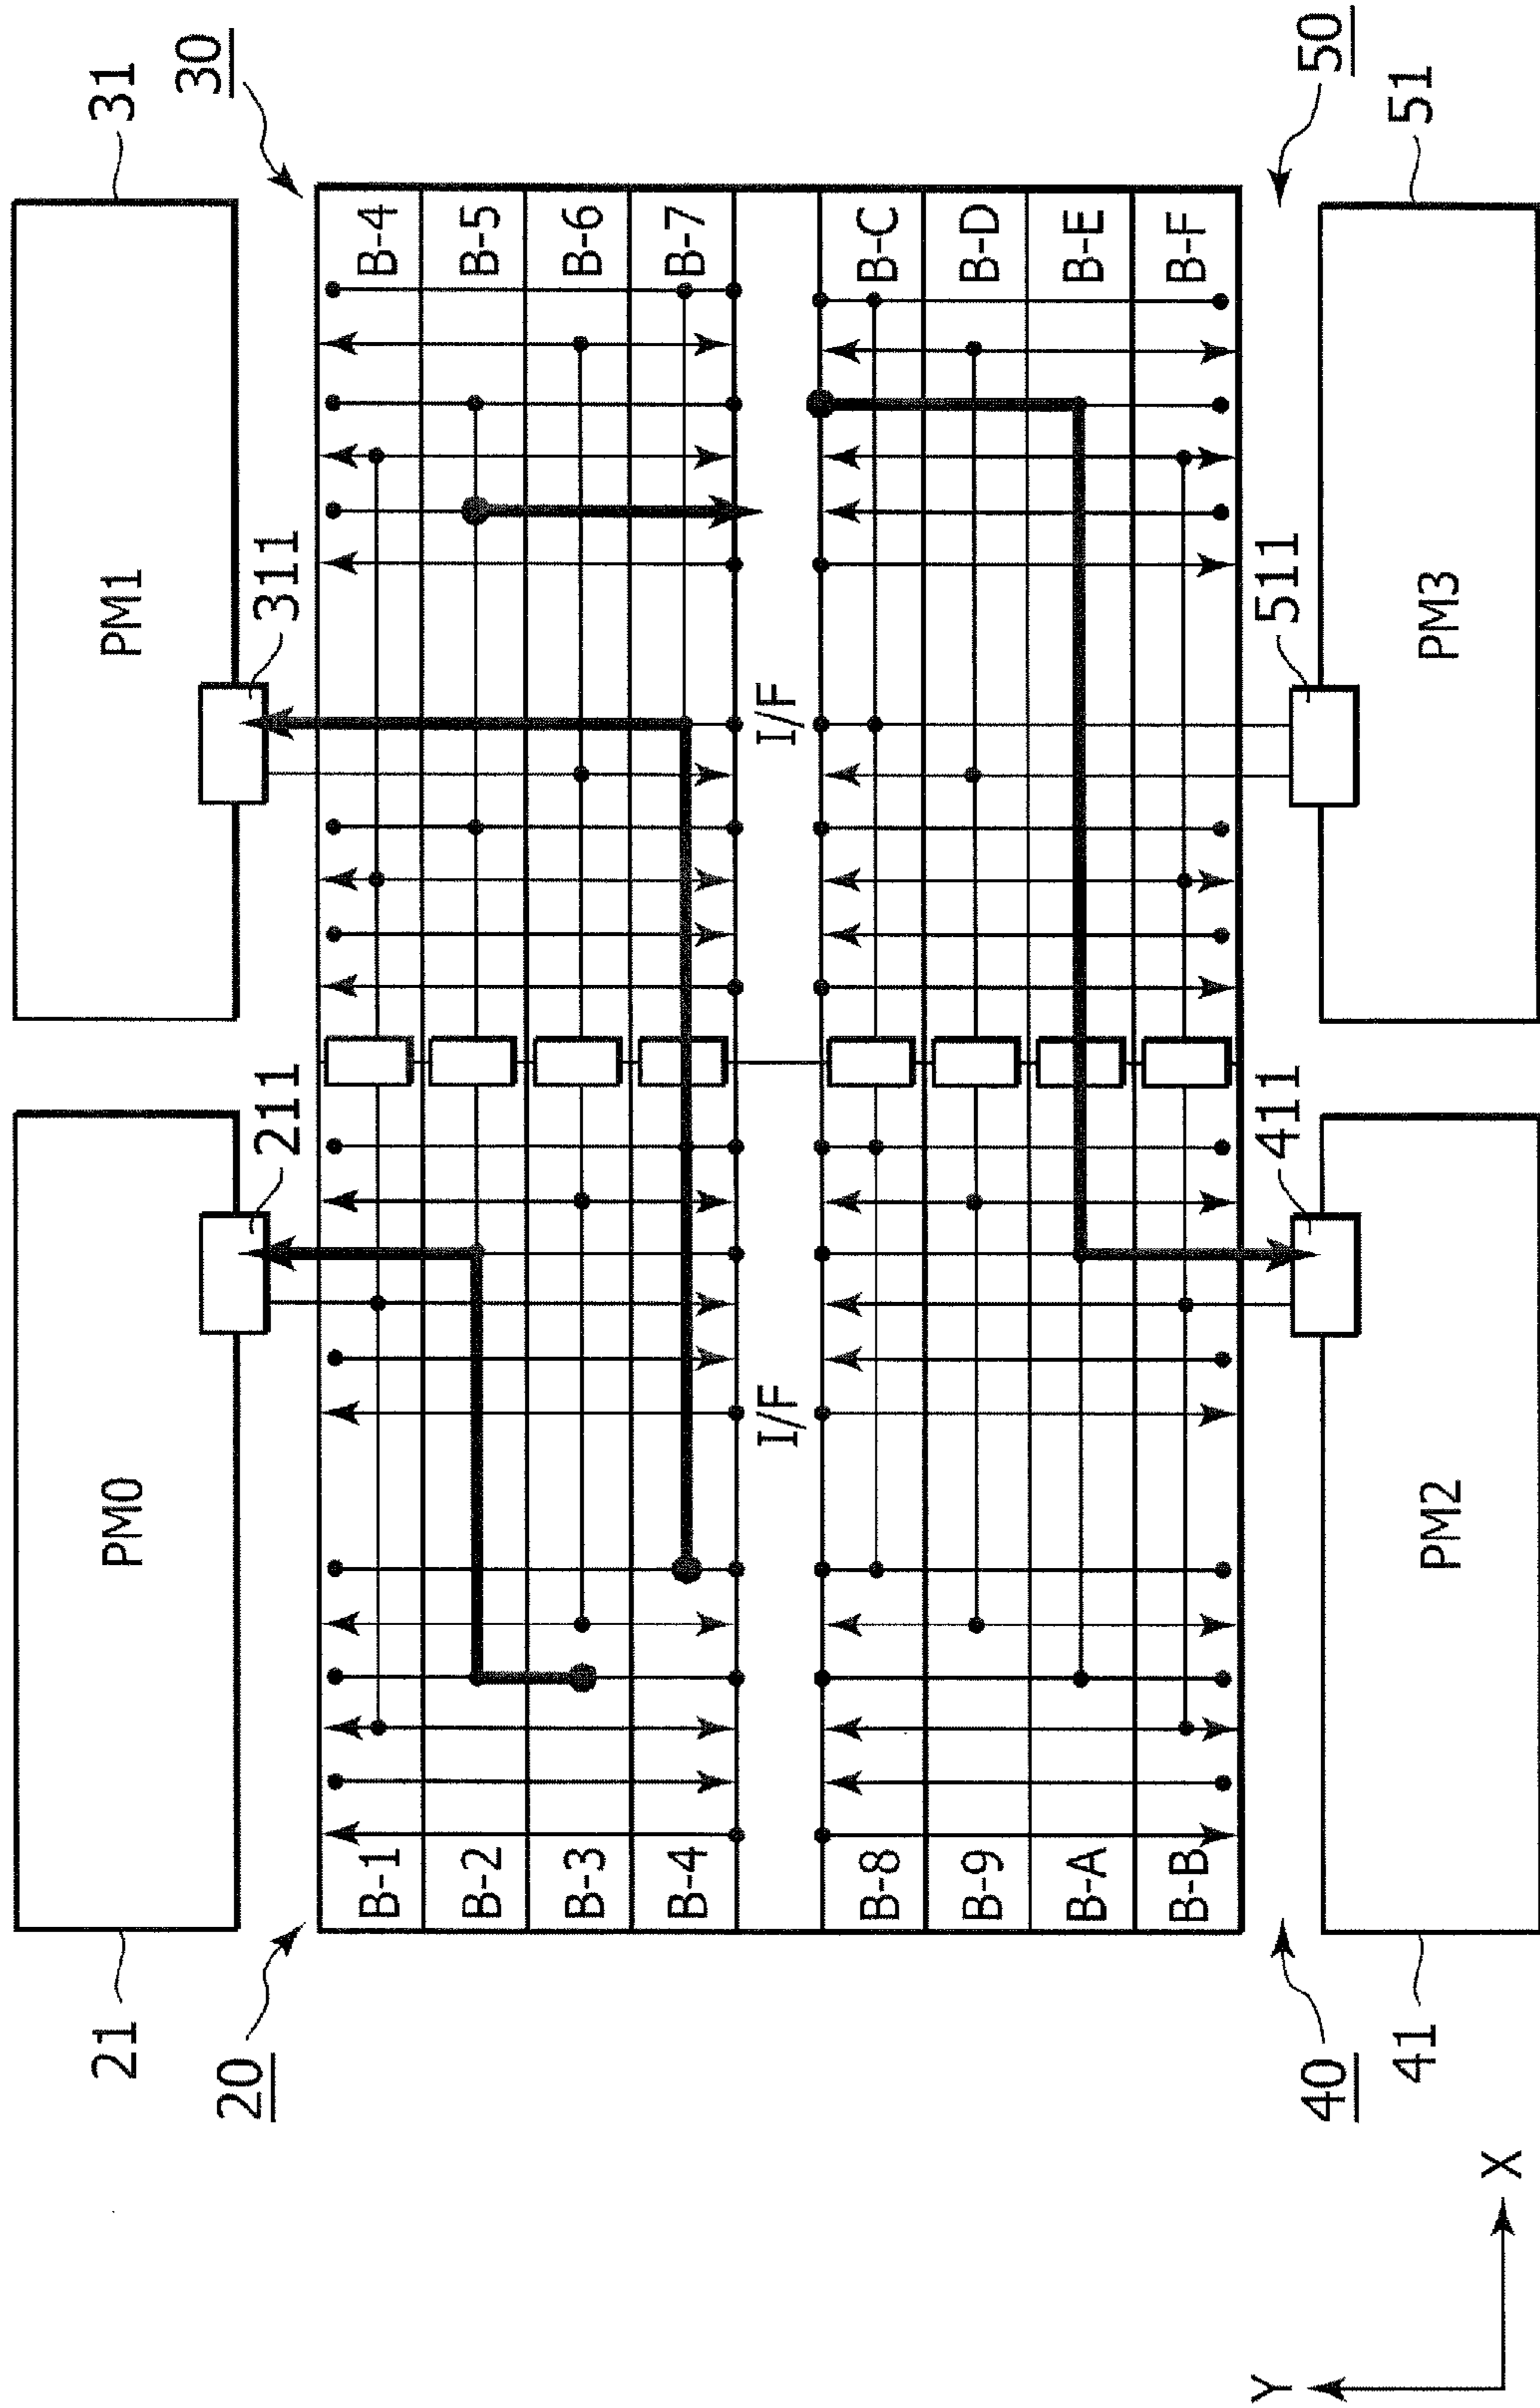 21
PM0
PM1
31
20
211
311
30
B-1
B-4
B-2
B-5
B-3
B-6
B-4
B-7
I/F
I/F
B-8
B-C
B-9
B-D
B-A
B-E
B-B
B-F
40
411
511
50
41
PM2
PM3
51
Y
X